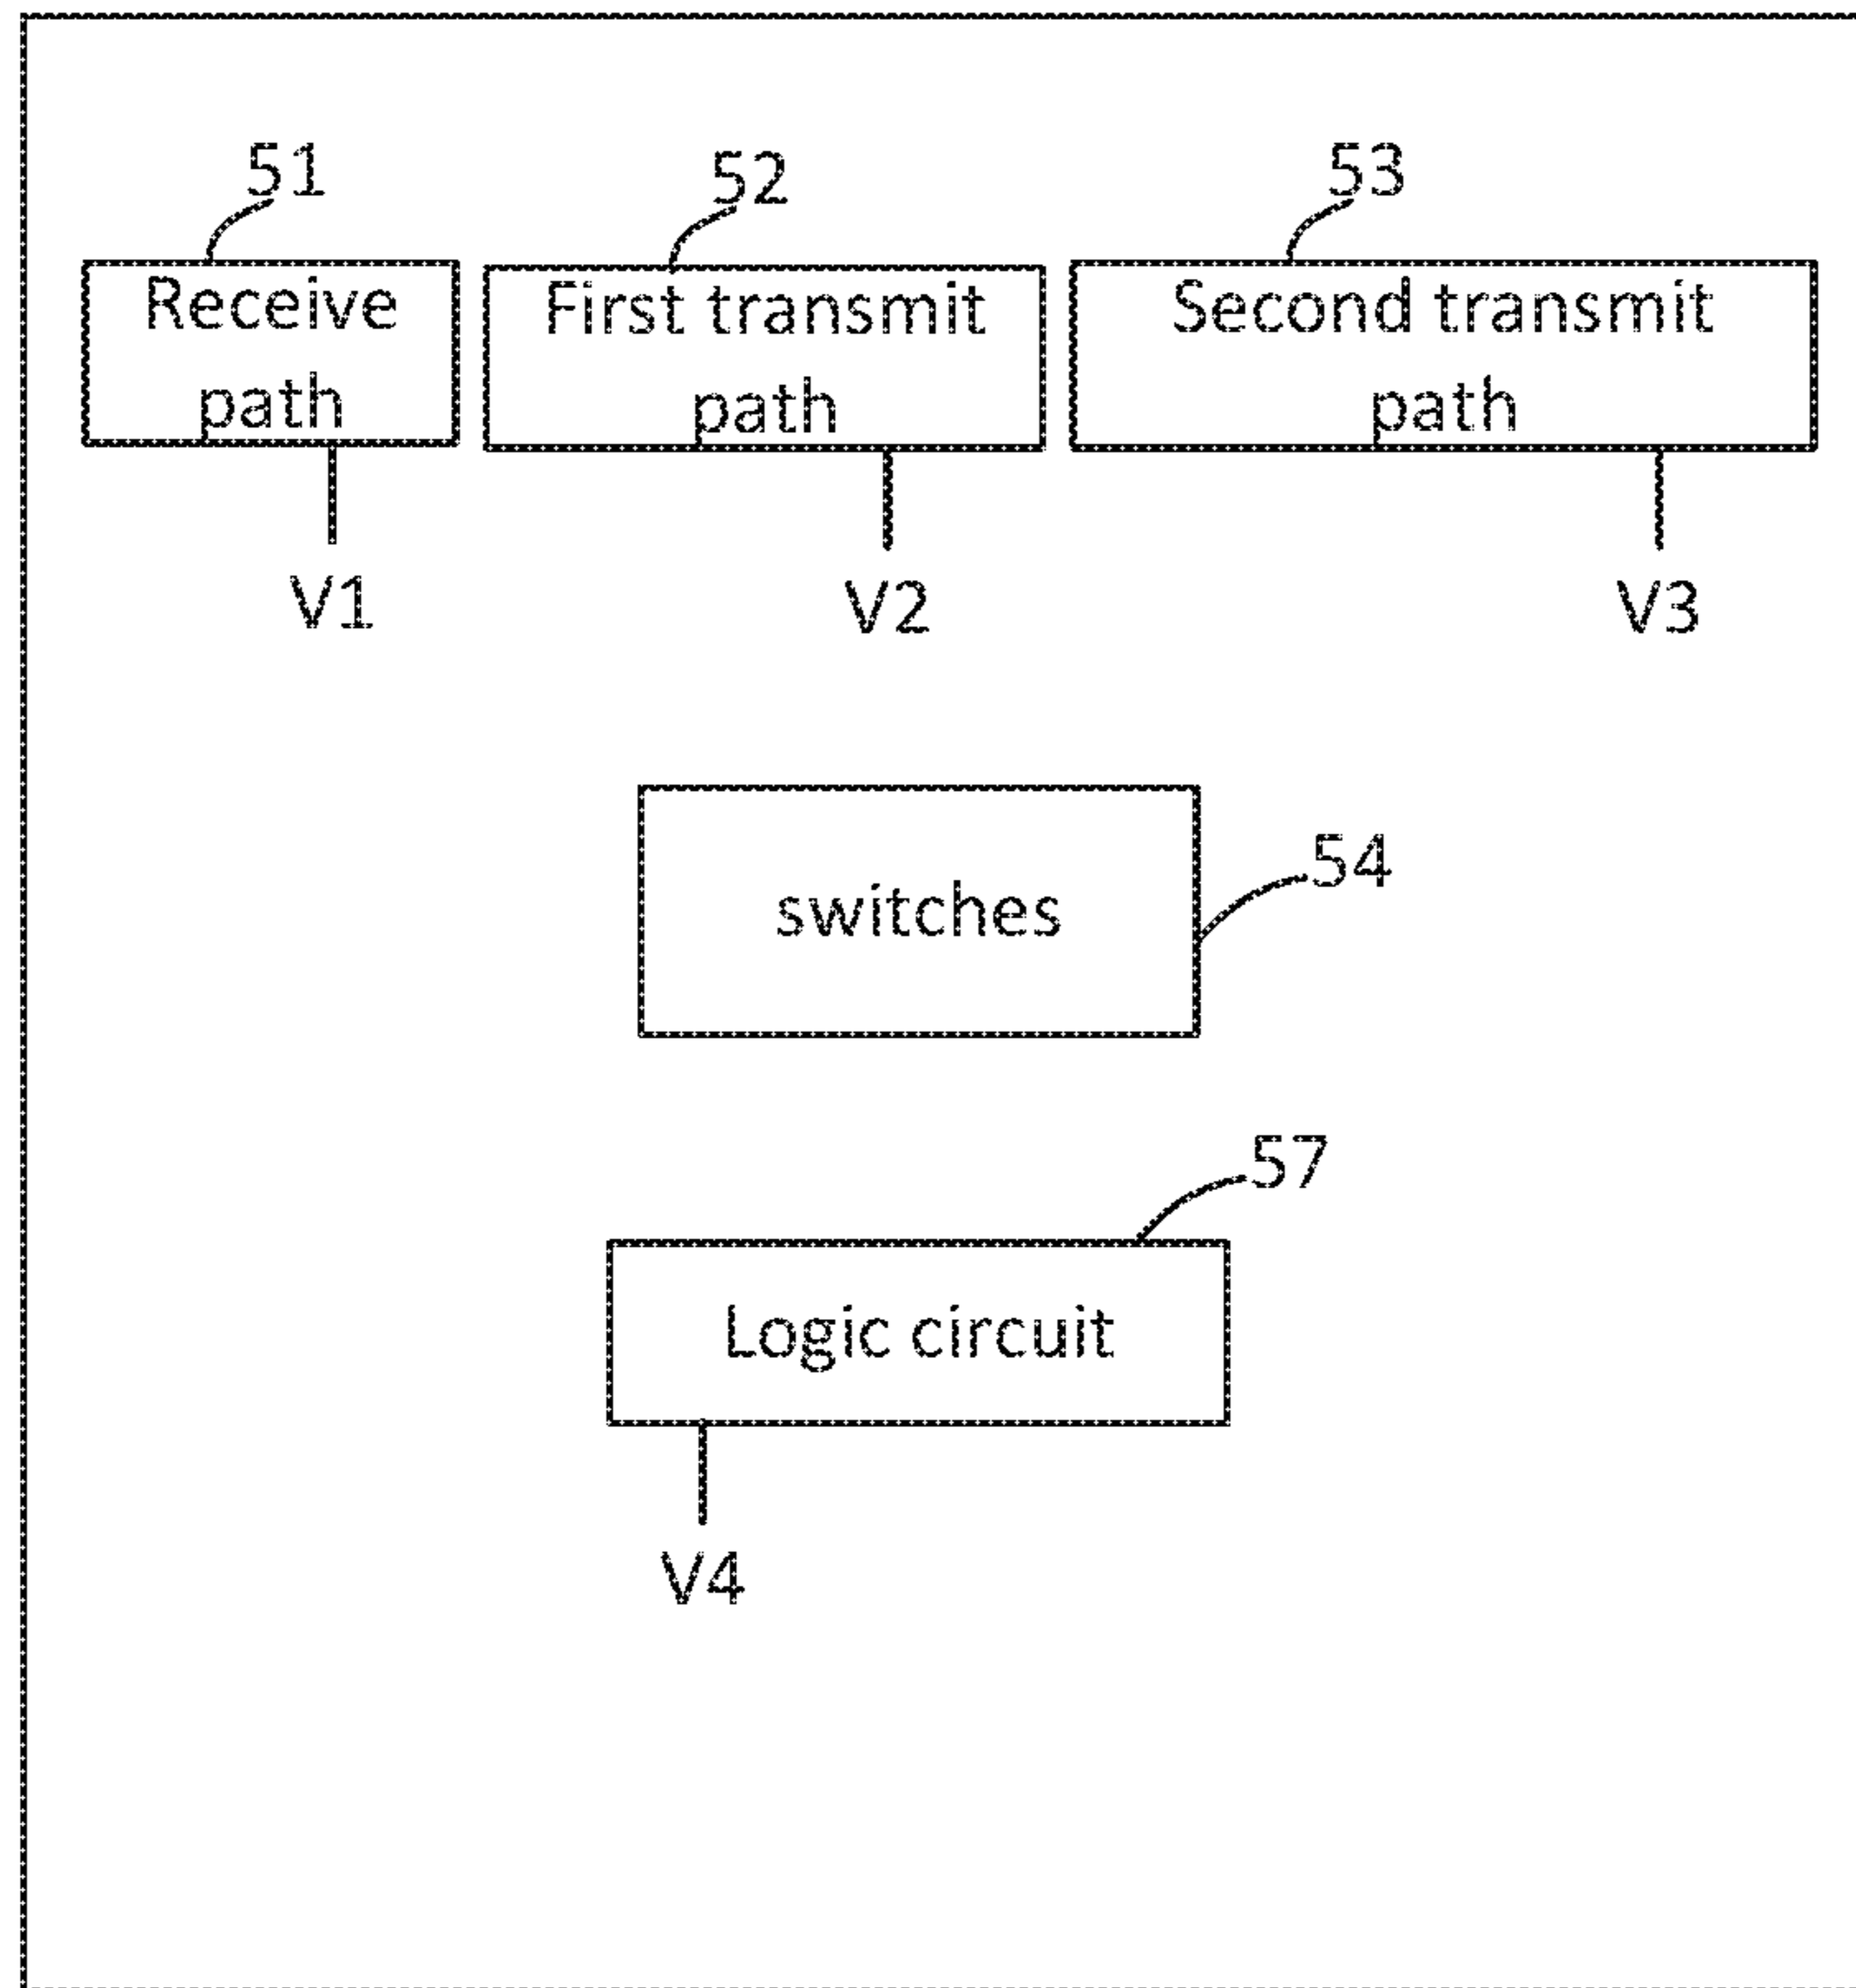 51
52
53
Receive
path
First transmit
path
Second transmit
path
V1
V2
V3
switches
54
57
Logic circuit
V4